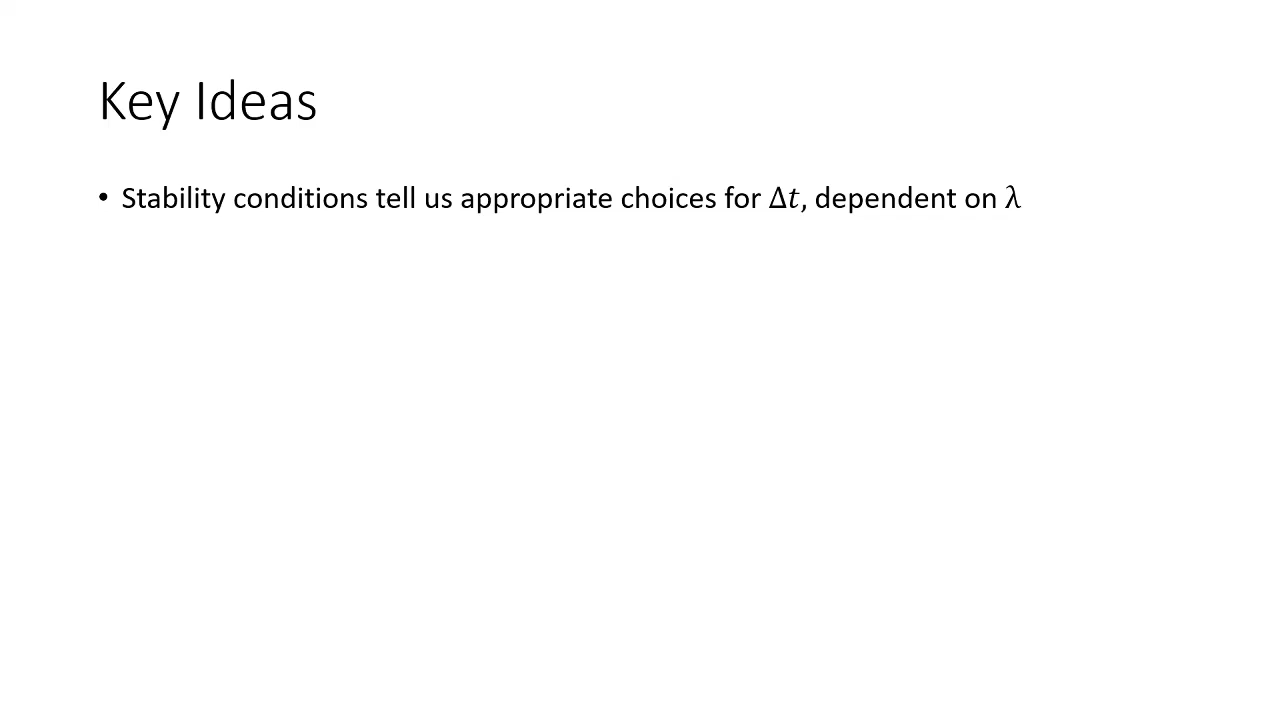 Key Ideas
• Stability conditions tell us appropriate choices for Δt, dependent on λ